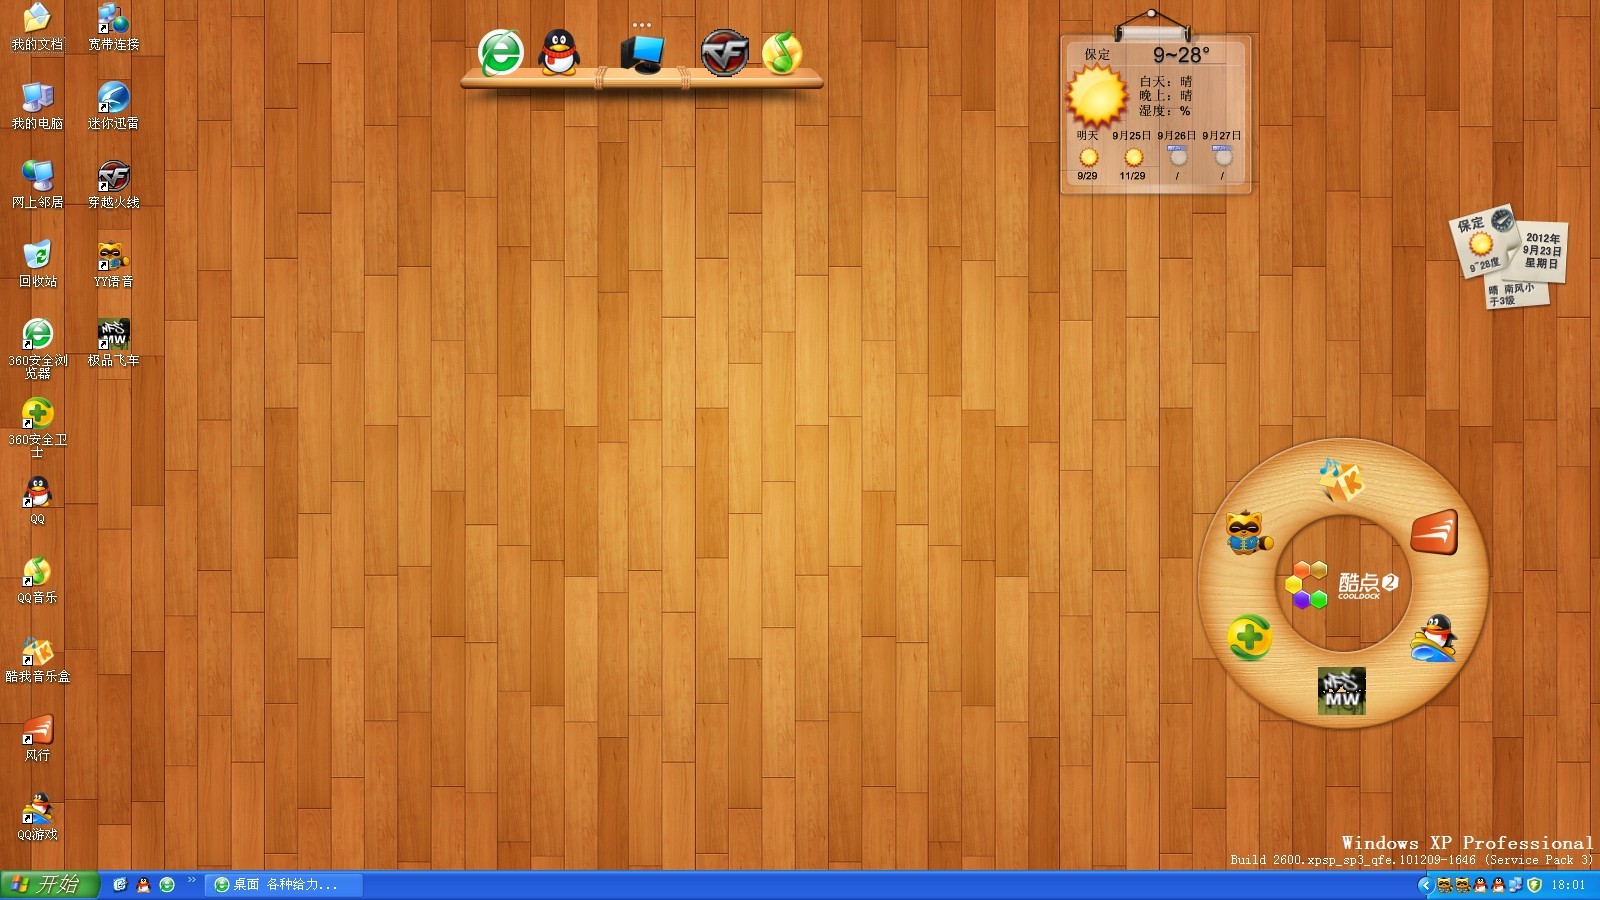 我的文档
宽带连接
我的电脑
迷你迅雷
网上邻居
穿越火线
回收站
YY语音
360安全浏
览器
极品飞车
360安全卫
士
QQ
QQ音乐
酷我音乐盒
风行
QQ游戏
保定
9~28°
白天：晴
晚上：晴
湿度：%
明天 9月25日 9月26日 9月27日
9/29 11/29 / /
保定
9~28度
2012年
9月23日
星期日
晴 南风小
于3级
酷点2
COOLDOCK
NFS
MW
Windows XP Professional
Build 2600.xpsp_sp3_qfe.101209-1646 (Service Pack 3)
开始
桌面 各种给力...
18:01